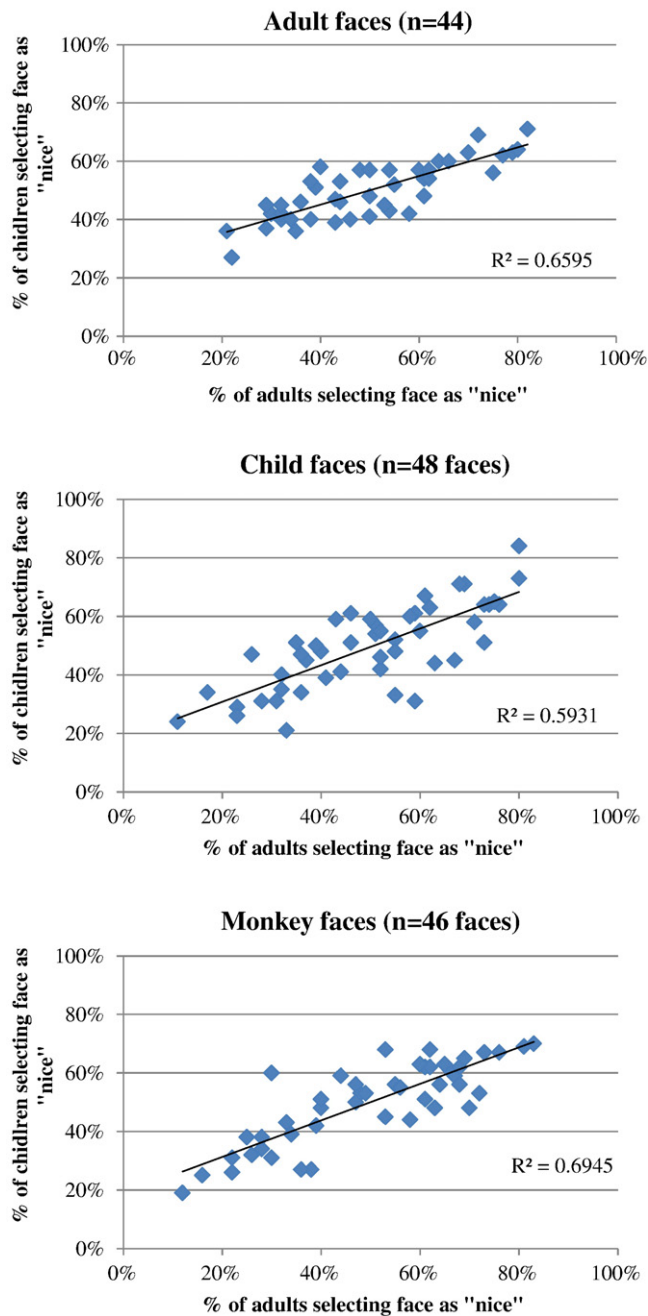 Adult faces (n=44)
% of chidlren selecting face as
"nice"
100%
80%
60%
40%
20%
0%
R² = 0.6595
0% 20% 40% 60% 80% 100%
% of adults selecting face as "nice"
Child faces (n=48 faces)
% of chidlren selecting face as
"nice"
100%
80%
60%
40%
20%
0%
R² = 0.5931
0% 20% 40% 60% 80% 100%
% of adults selecting face as "nice"
Monkey faces (n=46 faces)
% of chidlren selecting face as
"nice"
100%
80%
60%
40%
20%
0%
R² = 0.6945
0% 20% 40% 60% 80% 100%
% of adults selecting face as "nice"